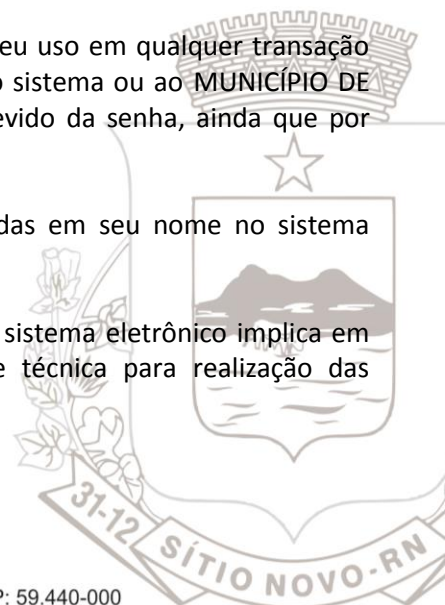 eu uso em qualquer transação
o sistema ou ao MUNICÍPIO DE
evido da senha, ainda que por
das em seu nome no sistema
sistema eletrônico implica em
e técnica para realização das
31-12 SÍTIO NOVO-RN
P: 59.440-000